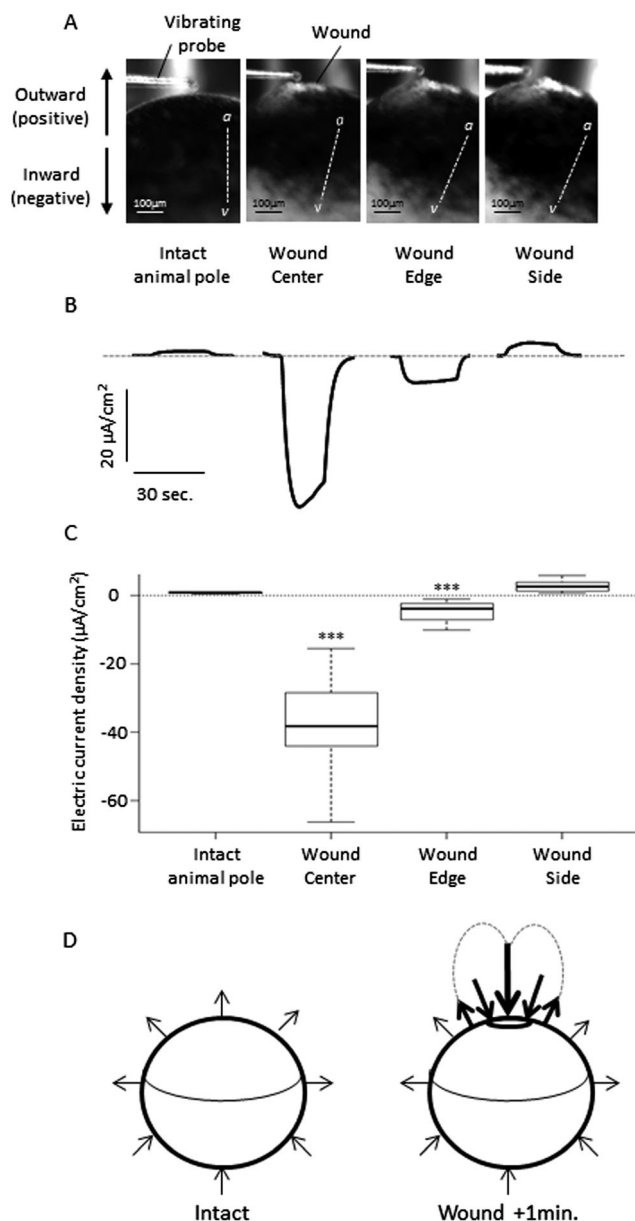 A
Vibrating
probe
Wound
Outward
(positive)
Inward
(negative)
a
v
100µm
a
v
100µm
a
v
100µm
a
v
100µm
Intact
animal pole
Wound
Center
Wound
Edge
Wound
Side
B
20 µA/cm²
30 sec.
C
Electric current density (µA/cm²)
0
-20
-40
-60
***
***
Intact
animal pole
Wound
Center
Wound
Edge
Wound
Side
D
Intact
Wound +1min.